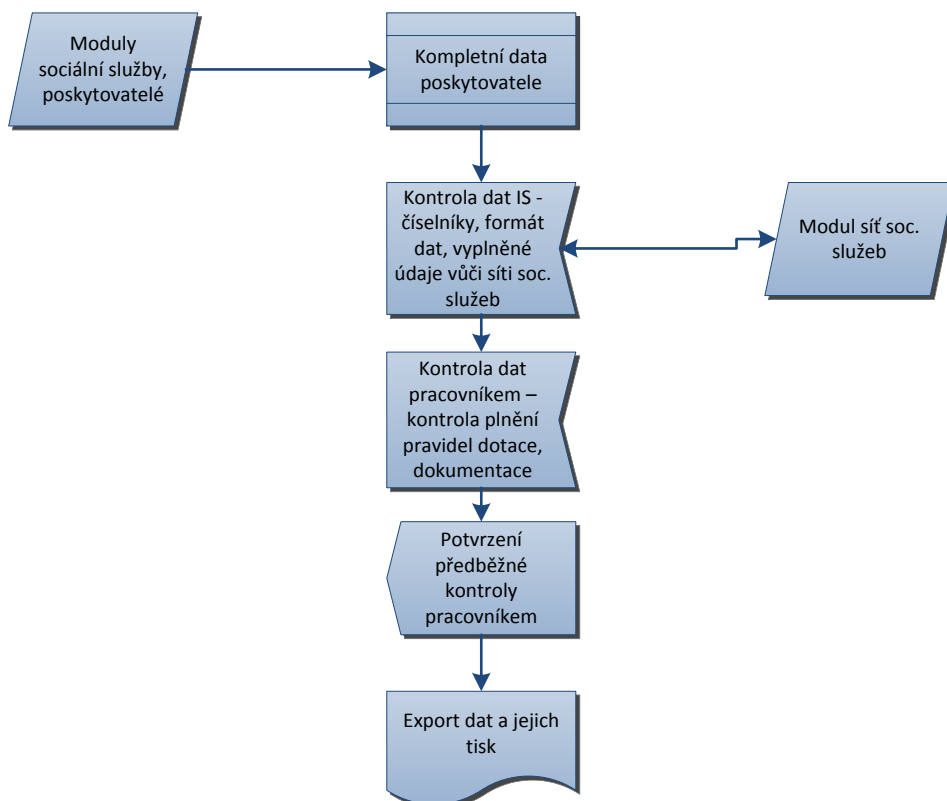 Moduly
sociální služby,
poskytovatelé
Kompletní data
poskytovatele
Kontrola dat IS -
číselníky, formát
dat, vyplněné
údaje vůči síti soc.
služeb
Modul síť soc.
služeb
Kontrola dat
pracovníkem –
kontrola plnění
pravidel dotace,
dokumentace
Potvrzení
předběžné
kontroly
pracovníkem
Export dat a jejich
tisk